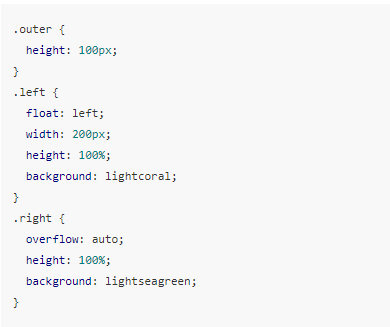 .outer {
  height: 100px;
}
.left {
  float: left;
  width: 200px;
  height: 100%;
  background: lightcoral;
}
.right {
  overflow: auto;
  height: 100%;
  background: lightseagreen;
}